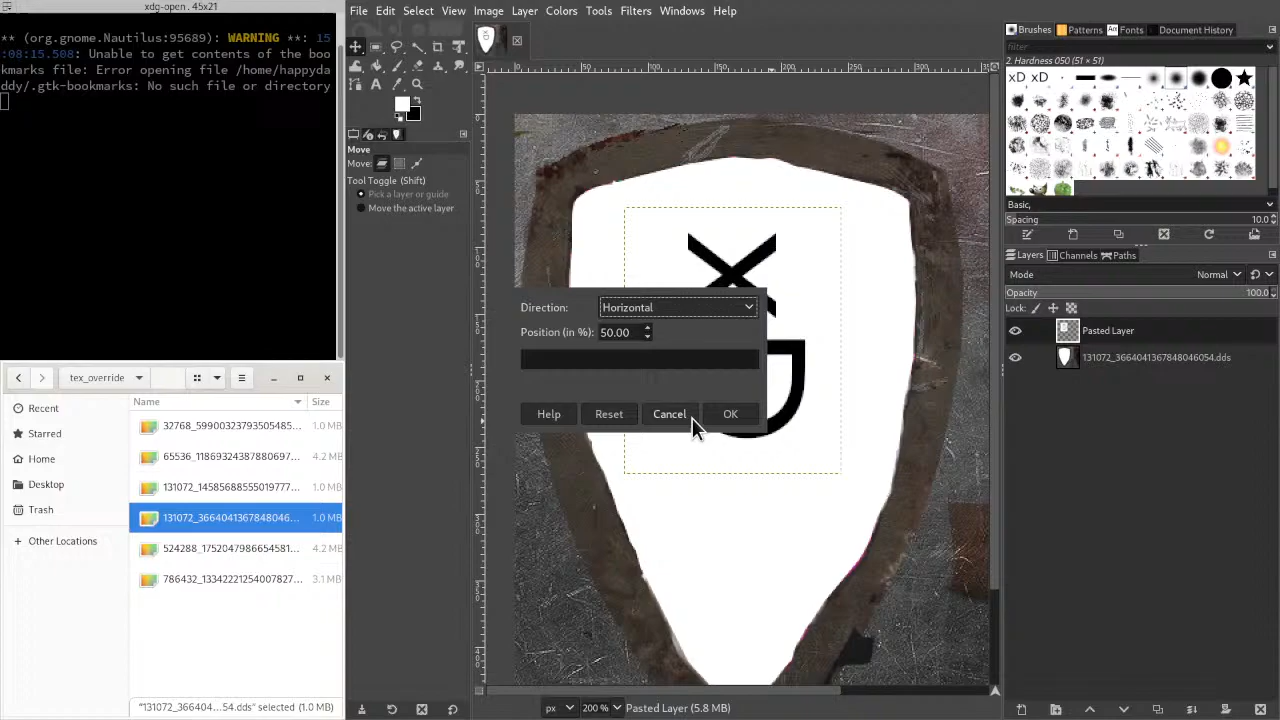 xdg-open . 45x21
** (org.gnome.Nautilus:95689): WARNING **: 15
:08:15.508: Unable to get contents of the boo
kmarks file: Error opening file /home/happyda
ddy/.gtk-bookmarks: No such file or directory
File Edit Select View Image Layer Colors Tools Filters Windows Help
Move
Move:
Tool Toggle (Shift)
Pick a layer or guide
Move the active layer
XD
Direction: Horizontal
Position (in %): 50.00
Help Reset Cancel OK
px 200 % Pasted Layer (5.8 MB)
Brushes Patterns Fonts Document History
filter
2. Hardness 050 (51 × 51)
xD xD
Basic,
Spacing 10.0
Layers Channels Paths
Mode Normal
Opacity 100.0
Lock:
Pasted Layer
131072_3664041367848046054.dds
tex_override
Recent
Starred
Home
Desktop
Trash
Other Locations
Name Size
32768_59900323793505485... 1.0 MB
65536_11869324387880697... 4.2 MB
131072_14585688555019777... 1.0 MB
131072_3664041367848046... 1.0 MB
524288_1752047986654581... 4.2 MB
786432_13342221254007827... 3.1 MB
"131072_366404....54.dds" selected (1.0 MB)